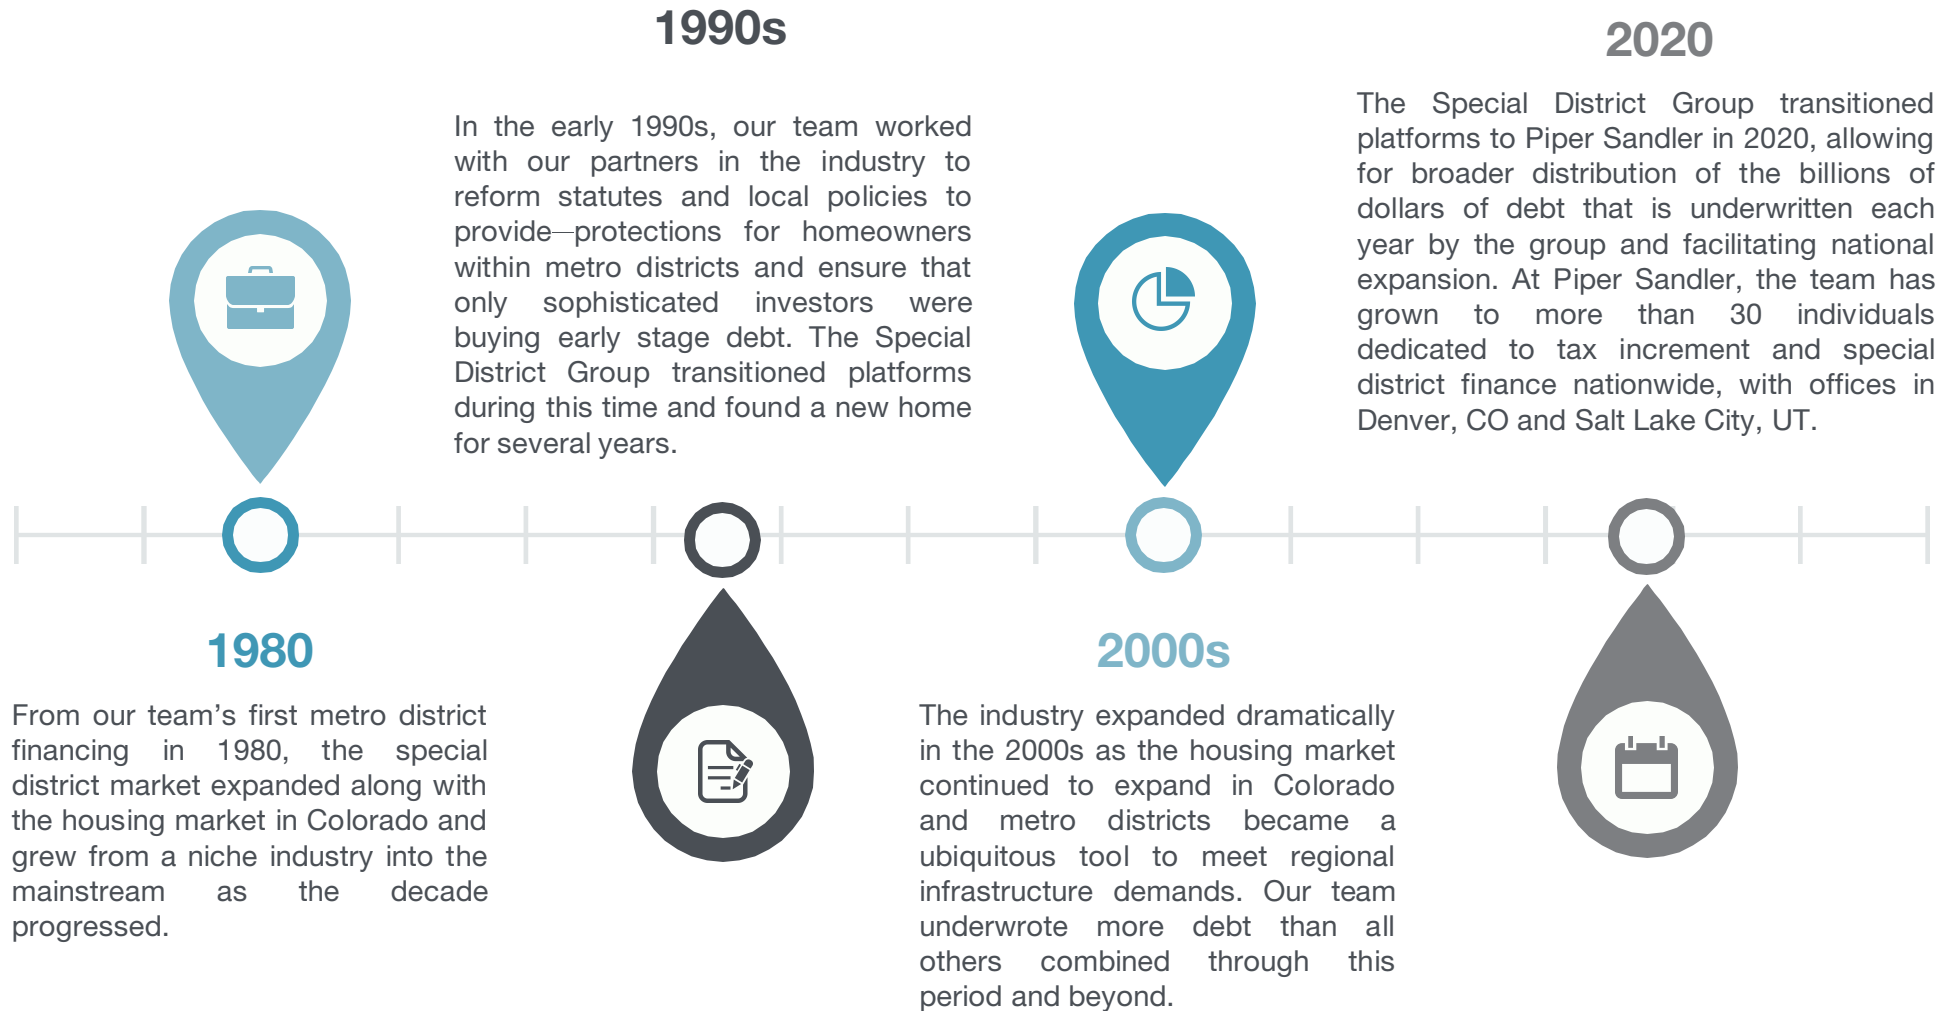 1980
From our team’s first metro district
financing in 1980, the special
district market expanded along with
the housing market in Colorado and
grew from a niche industry into the
mainstream as the decade
progressed.
1990s
In the early 1990s, our team worked
with our partners in the industry to
reform statutes and local policies to
provide—protections for homeowners
within metro districts and ensure that
only sophisticated investors were
buying early stage debt. The Special
District Group transitioned platforms
during this time and found a new home
for several years.
2000s
The industry expanded dramatically
in the 2000s as the housing market
continued to expand in Colorado
and metro districts became a
ubiquitous tool to meet regional
infrastructure demands. Our team
underwrote more debt than all
others combined through this
period and beyond.
2020
The Special District Group transitioned
platforms to Piper Sandler in 2020, allowing
for broader distribution of the billions of
dollars of debt that is underwritten each
year by the group and facilitating national
expansion. At Piper Sandler, the team has
grown to more than 30 individuals
dedicated to tax increment and special
district finance nationwide, with offices in
Denver, CO and Salt Lake City, UT.